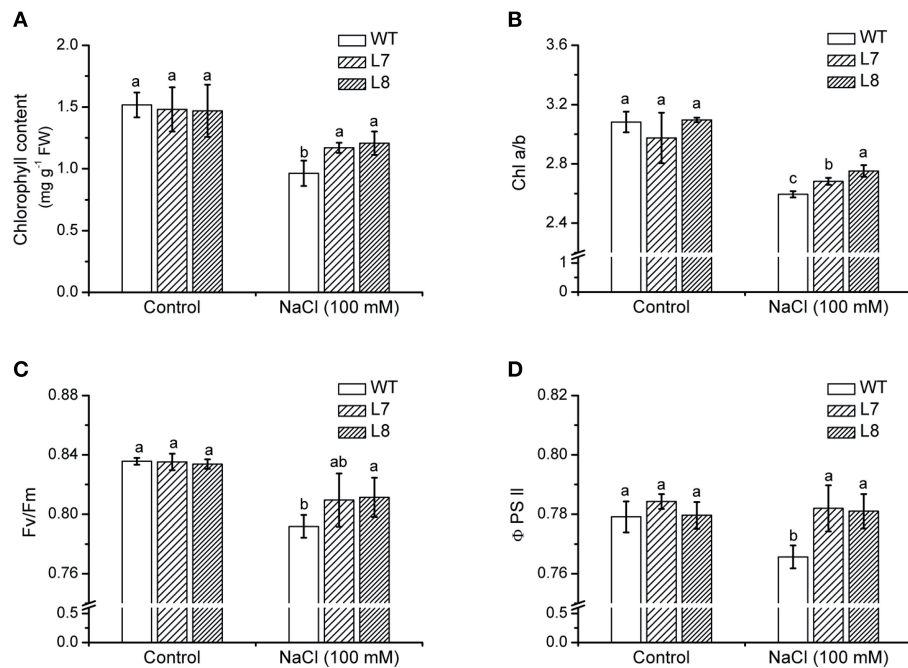 A
WT
L7
L8
Chlorophyll content
(mg g⁻¹ FW)
2.0
1.5
1.0
0.5
0.0
a a a
b a a
Control NaCl (100 mM)
B
WT
L7
L8
Chl a/b
3.6
3.2
2.8
2.4
1
0
a a a
c b a
Control NaCl (100 mM)
C
WT
L7
L8
Fv/Fm
0.88
0.84
0.80
0.76
0.5
0.0
a a a
b ab a
Control NaCl (100 mM)
D
WT
L7
L8
Φ PS II
0.82
0.80
0.78
0.76
0.5
0.0
a a a
b a a
Control NaCl (100 mM)